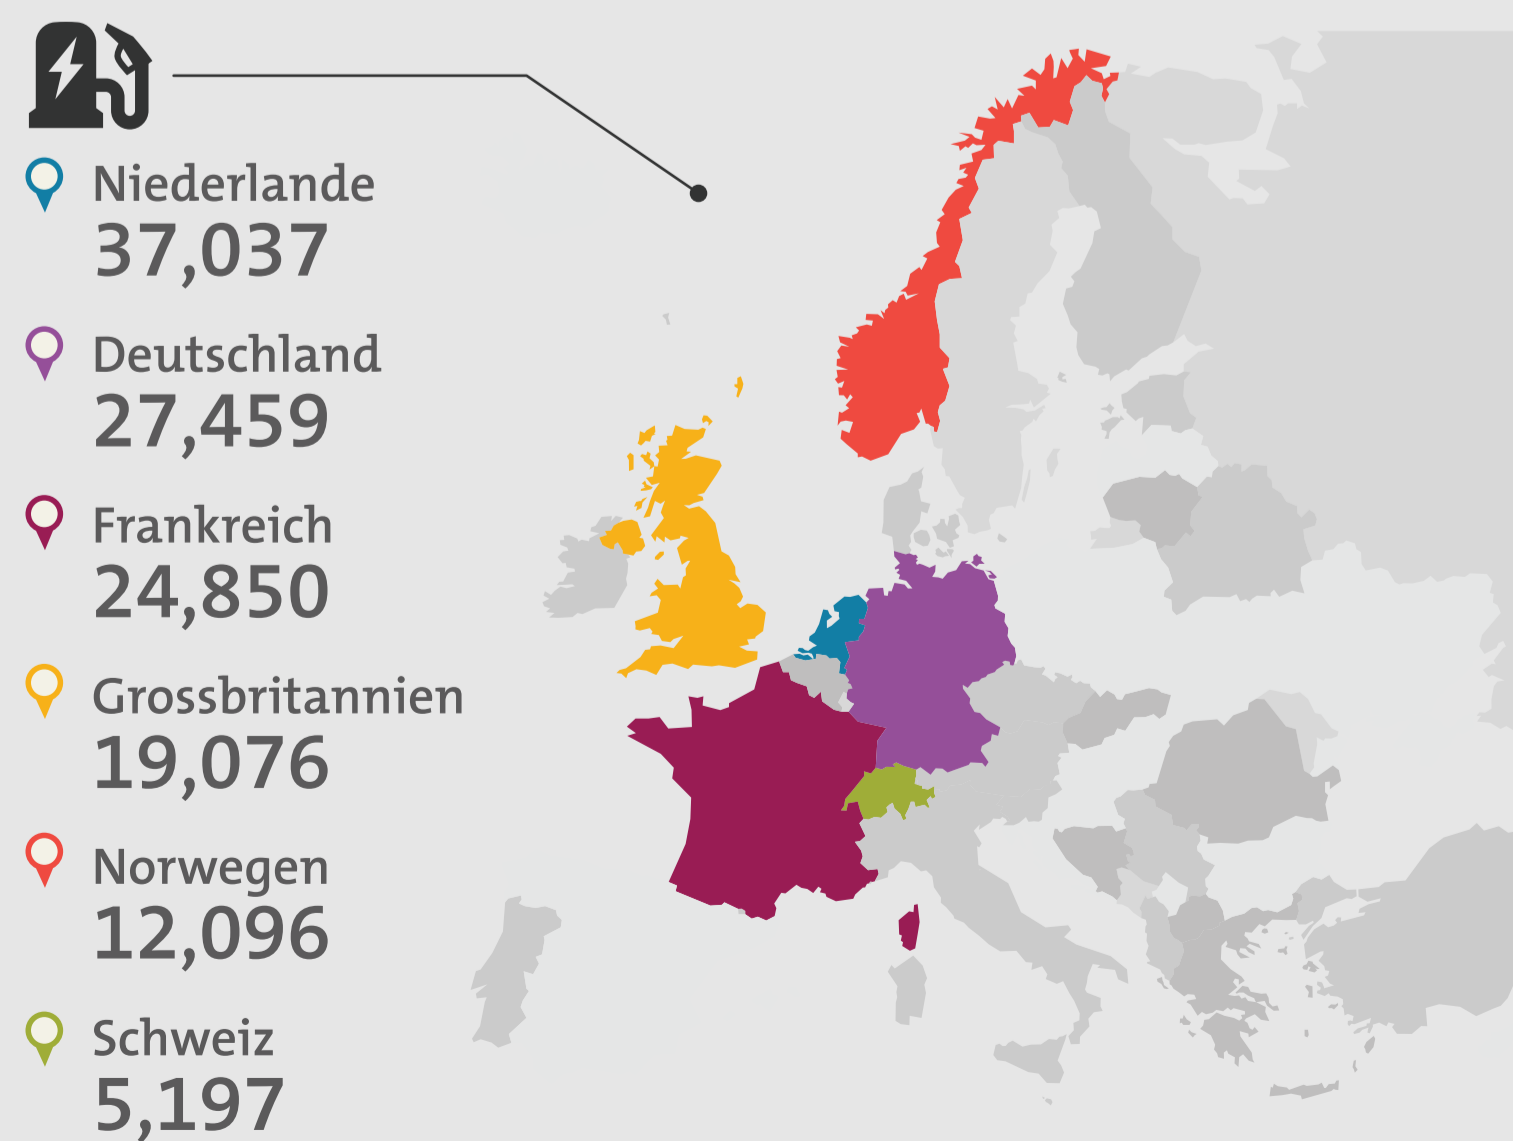 Niederlande
37,037
Deutschland
27,459
Frankreich
24,850
Grossbritannien
19,076
Norwegen
12,096
Schweiz
5,197